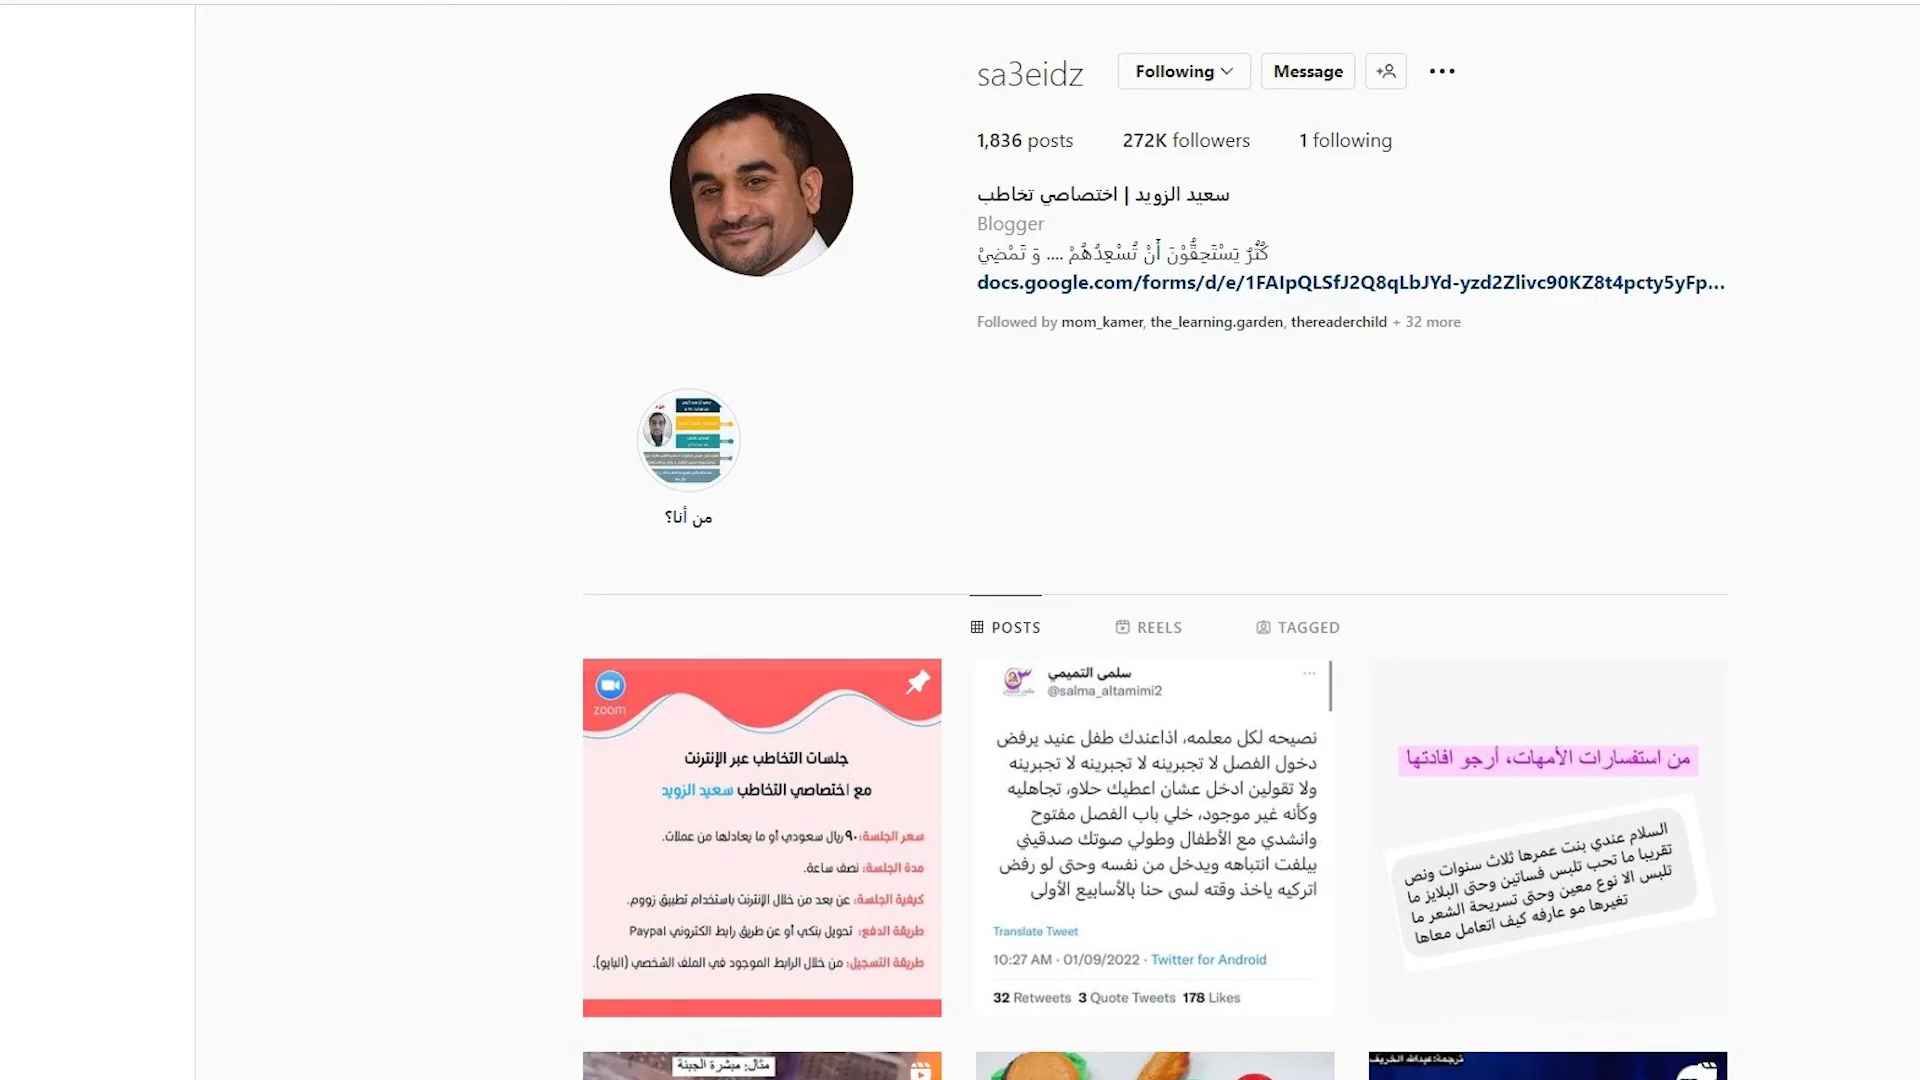 sa3eidz
Following
Message
1,836 posts
272K followers
1 following
سعيد الزويد | اختصاصي تخاطب
Blogger
كُثُرٌ يَسْتَحِقُّوْنَ أَنْ تُسْعِدُهُمْ .... وَ تَمْضِيْ
docs.google.com/forms/d/e/1FAIpQLSfJ2Q8qLbJYd-yzd2Zlivc90KZ8t4pcty5yFp...
Followed by mom_kamer, the_learning.garden, thereaderchild + 32 more
من أنا؟
POSTS
REELS
TAGGED
zoom
جلسات التخاطب عبر الإنترنت
مع اختصاصي التخاطب سعيد الزويد
سعر الجلسة: ٩٠ ريال سعودي أو ما يعادلها من عملات.
مدة الجلسة: نصف ساعة.
كيفية الجلسة: عن بعد من خلال الإنترنت باستخدام تطبيق زووم.
طريقة الدفع: تحويل بنكي أو عن طريق رابط الكتروني Paypal
طريقة التسجيل: من خلال الرابط الموجود في الملف الشخصي (البايو).
سلمى التميمي
@salma_altamimi2
نصيحه لكل معلمه، اذاعندك طفل عنيد يرفض
دخول الفصل لا تجبرينه لا تجبرينه لا تجبرينه
ولا تقولين ادخل عشان اعطيك حلاو، تجاهليه
وكأنه غير موجود، خلي باب الفصل مفتوح
وانشدي مع الأطفال وطولي صوتك صدقيني
بيلفت انتباهه ويدخل من نفسه وحتى لو رفض
اتركيه ياخذ وقته لسى حنا بالأسابيع الأولى
Translate Tweet
10:27 AM · 01/09/2022 · Twitter for Android
32 Retweets 3 Quote Tweets 178 Likes
من استفسارات الأمهات، أرجو افادتها
السلام عندي بنت عمرها ثلاث سنوات ونص
تقريبا ما تحب تلبس فساتين وحتى البلايز ما
تلبس الا نوع معين وحتى تسريحة الشعر ما
تغيرها مو عارفه كيف اتعامل معاها
مثال: مبشرة الجبنة
ترجمة:عبدالله الخريف